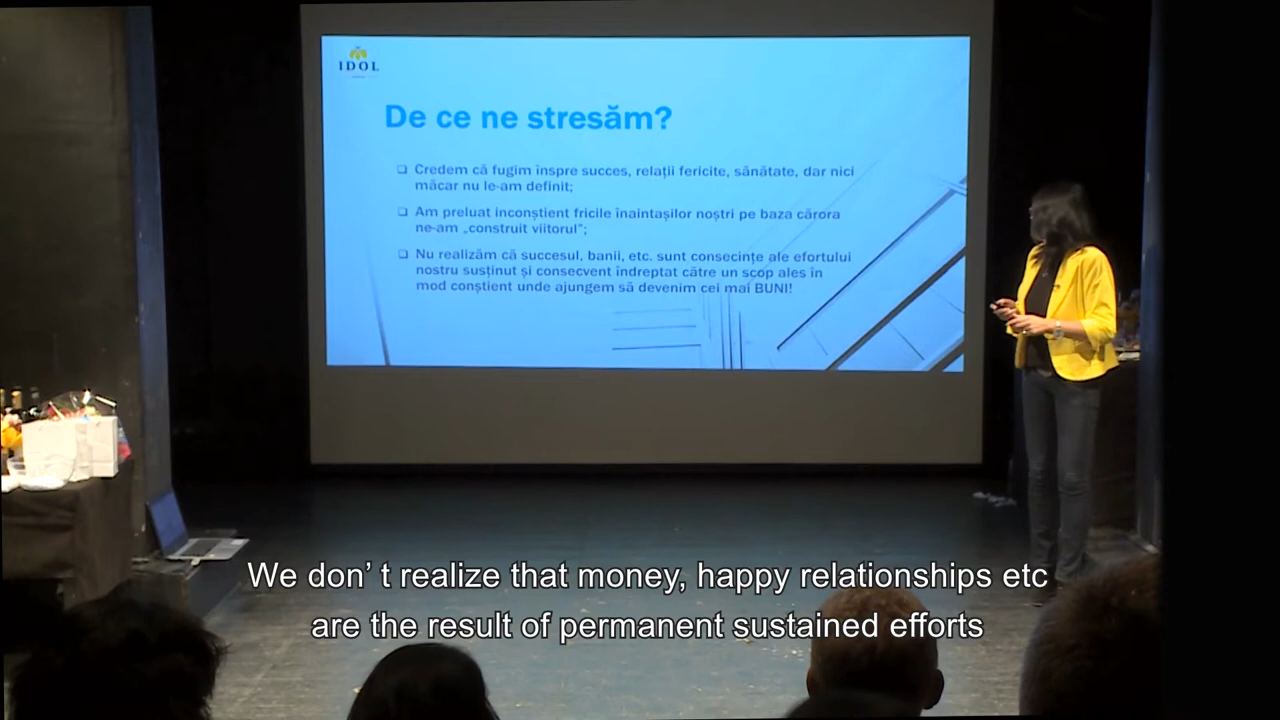 IDOL
De ce ne stresăm?
❑ Credem că fugim înspre succes, relații fericite, sănătate, dar nici
măcar nu le-am definit;
❑ Am preluat inconștient fricile înaintașilor noștri pe baza cărora
ne-am „construit viitorul”;
❑ Nu realizăm că succesul, banii, etc. sunt consecințe ale efortului
nostru susținut și consecvent îndreptat către un scop ales în
mod conștient unde ajungem să devenim cei mai BUNI!
We don’ t realize that money, happy relationships etc
are the result of permanent sustained efforts